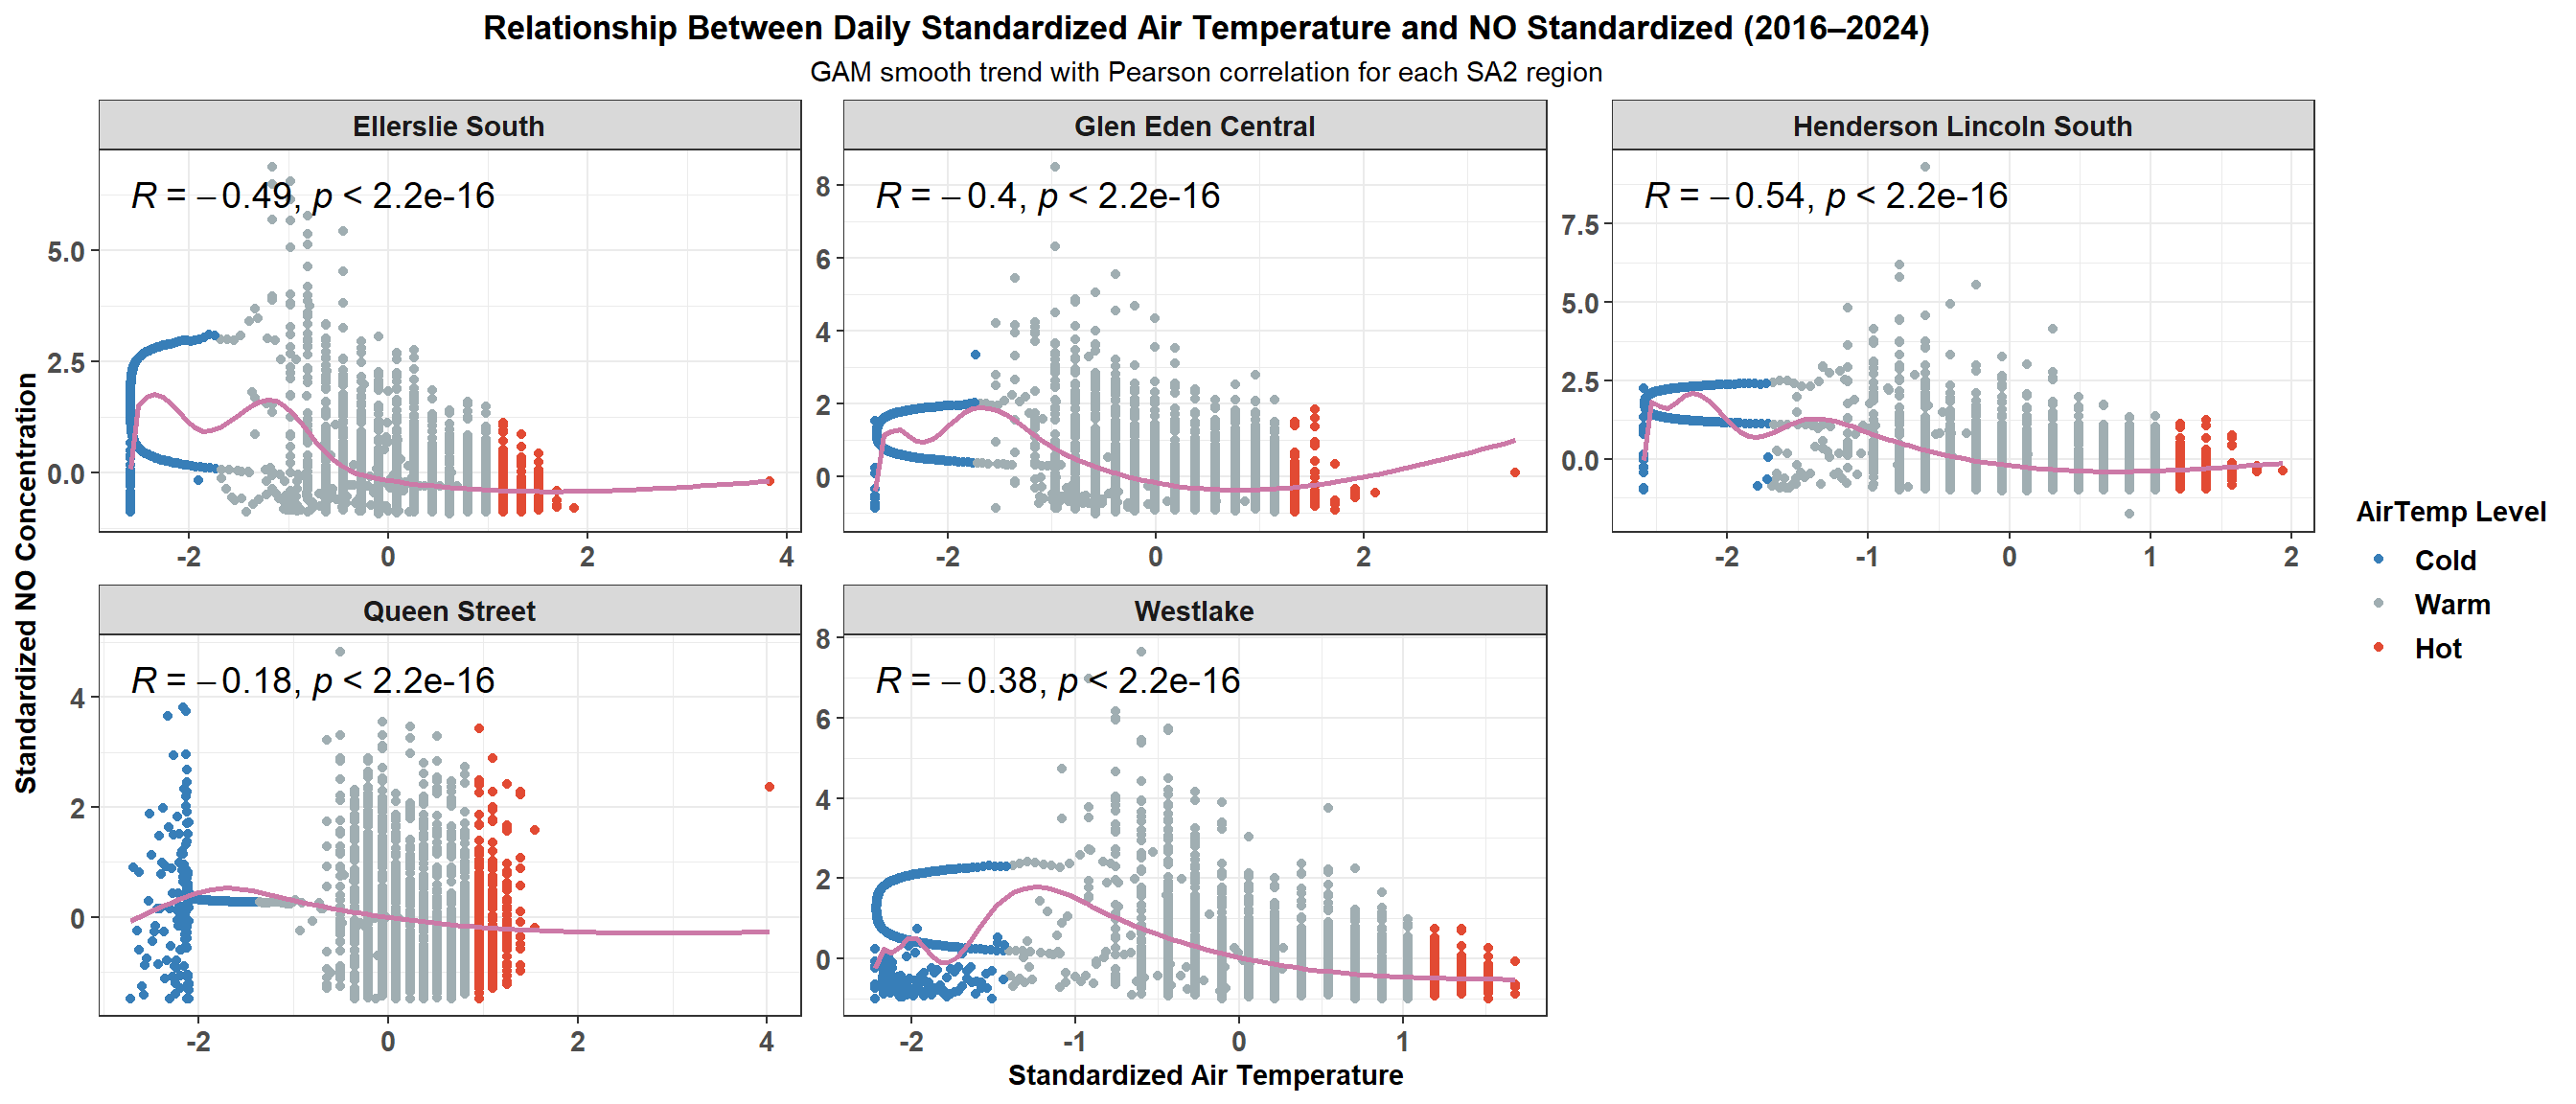 Relationship Between Daily Standardized Air Temperature and NO Standardized (2016–2024)
GAM smooth trend with Pearson correlation for each SA2 region
Ellerslie South
R = −0.49, p < 2.2e-16
5.0
2.5
0.0
-2 0 2 4
Glen Eden Central
R = −0.4, p < 2.2e-16
8
6
4
2
0
-2 0 2
Henderson Lincoln South
R = −0.54, p < 2.2e-16
7.5
5.0
2.5
0.0
-2 -1 0 1 2
Queen Street
R = −0.18, p < 2.2e-16
4
2
0
-2 0 2 4
Westlake
R = −0.38, p < 2.2e-16
8
6
4
2
0
-2 -1 0 1
Standardized NO Concentration
Standardized Air Temperature
AirTemp Level
Cold
Warm
Hot